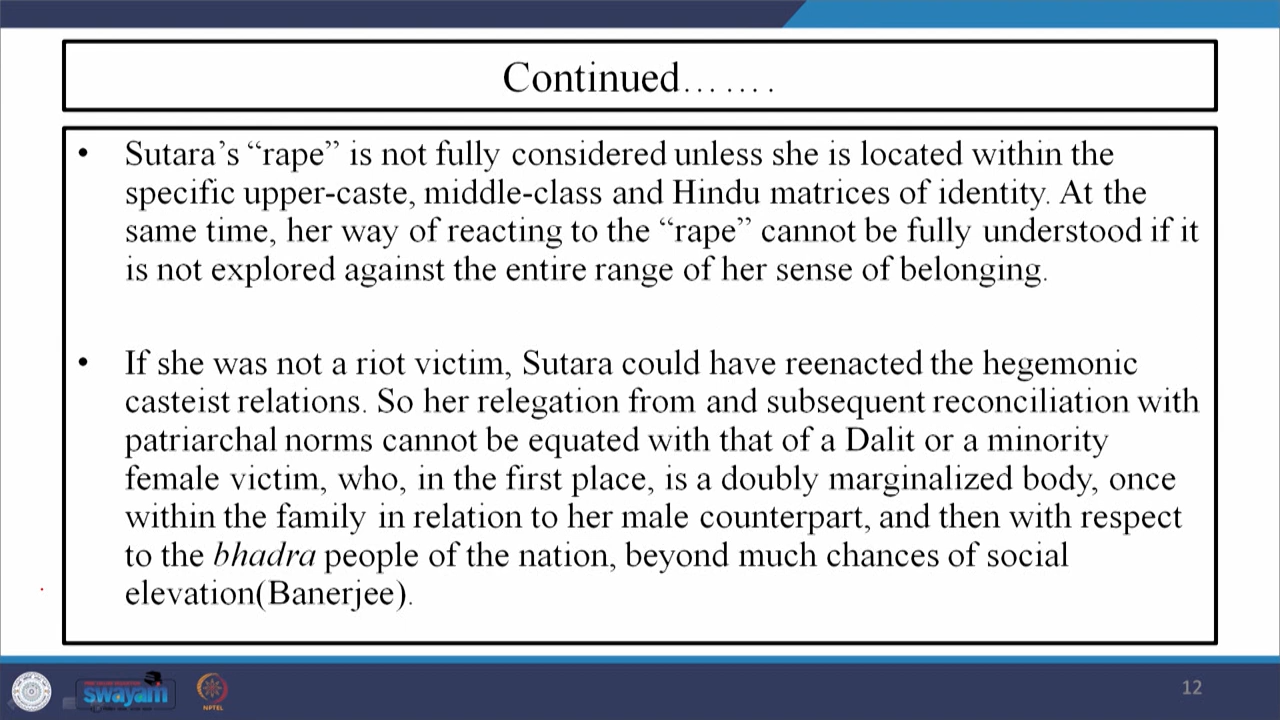 Continued.......
• Sutara’s “rape” is not fully considered unless she is located within the
specific upper-caste, middle-class and Hindu matrices of identity. At the
same time, her way of reacting to the “rape” cannot be fully understood if it
is not explored against the entire range of her sense of belonging.
• If she was not a riot victim, Sutara could have reenacted the hegemonic
casteist relations. So her relegation from and subsequent reconciliation with
patriarchal norms cannot be equated with that of a Dalit or a minority
female victim, who, in the first place, is a doubly marginalized body, once
within the family in relation to her male counterpart, and then with respect
to the bhadra people of the nation, beyond much chances of social
elevation(Banerjee).
swayam
NPTEL
12